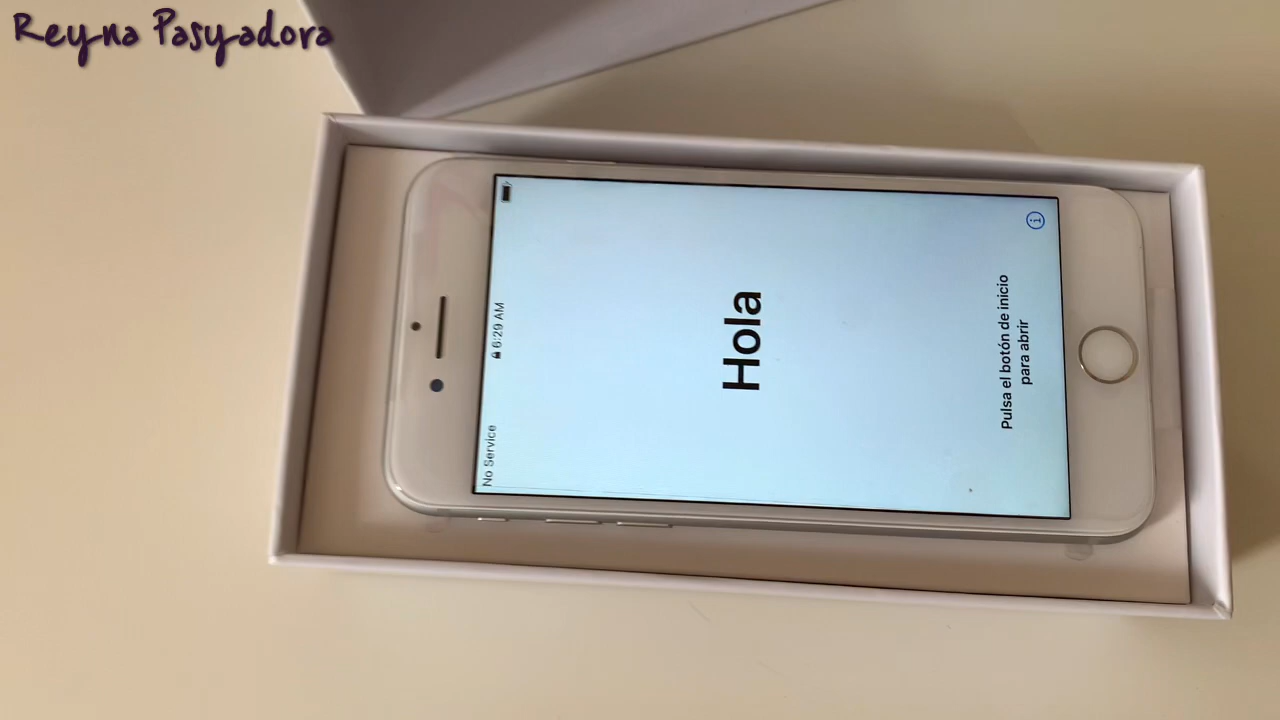 Reyna Pasyadora
No Service
6:29 AM
Hola
Pulsa el botón de inicio
para abrir